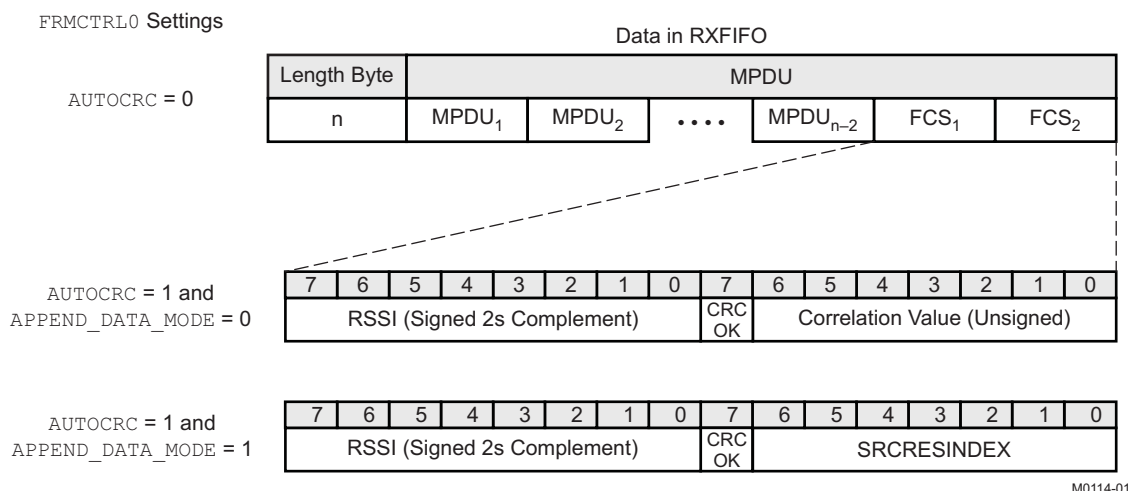 FRMCTRL0 Settings
Data in RXFIFO
Length Byte MPDU
AUTOCRC = 0
n MPDU1 MPDU2 •••• MPDUn–2 FCS1 FCS2
7 6 5 4 3 2 1 0 7 6 5 4 3 2 1 0
AUTOCRC = 1 and
APPEND_DATA_MODE = 0
RSSI (Signed 2s Complement)
CRC
OK
Correlation Value (Unsigned)
7 6 5 4 3 2 1 0 7 6 5 4 3 2 1 0
AUTOCRC = 1 and
APPEND_DATA_MODE = 1
RSSI (Signed 2s Complement)
CRC
OK
SRCRESINDEX
M0114-01